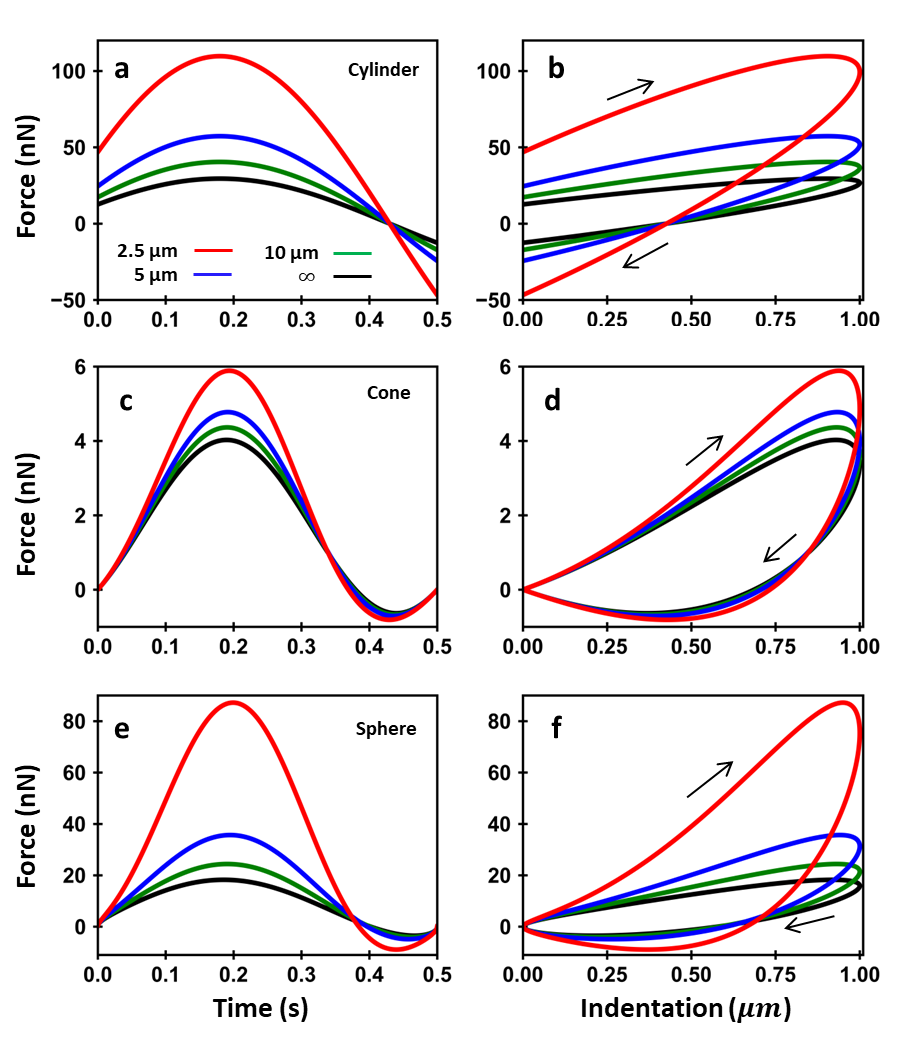 a
Cylinder
b
100
50
0
−50
100
50
0
−50
Force (nN)
2.5 μm
10 μm
5 μm
∞
0.0 0.1 0.2 0.3 0.4 0.5
0.00 0.25 0.50 0.75 1.00
c
Cone
d
6
4
2
0
6
4
2
0
Force (nN)
0.0 0.1 0.2 0.3 0.4 0.5
0.00 0.25 0.50 0.75 1.00
e
Sphere
f
80
60
40
20
0
80
60
40
20
0
Force (nN)
0.0 0.1 0.2 0.3 0.4 0.5
0.00 0.25 0.50 0.75 1.00
Time (s)
Indentation (μm)